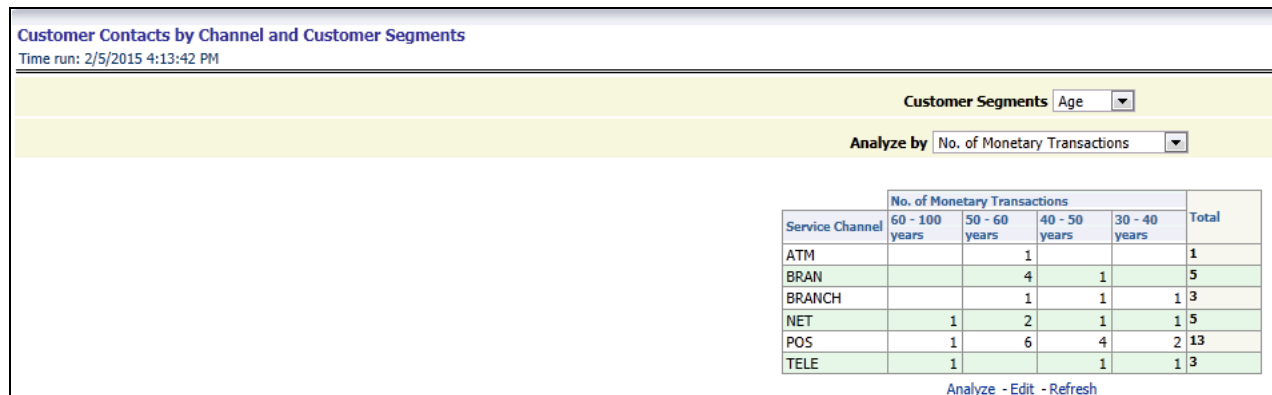 Customer Contacts by Channel and Customer Segments
Time run: 2/5/2015 4:13:42 PM
Customer Segments Age
Analyze by No. of Monetary Transactions
No. of Monetary Transactions
Service Channel 60 - 100 years 50 - 60 years 40 - 50 years 30 - 40 years Total
ATM 1 1
BRAN 4 1 5
BRANCH 1 1 1 3
NET 1 2 1 1 5
POS 1 6 4 2 13
TELE 1 1 1 3
Analyze - Edit - Refresh